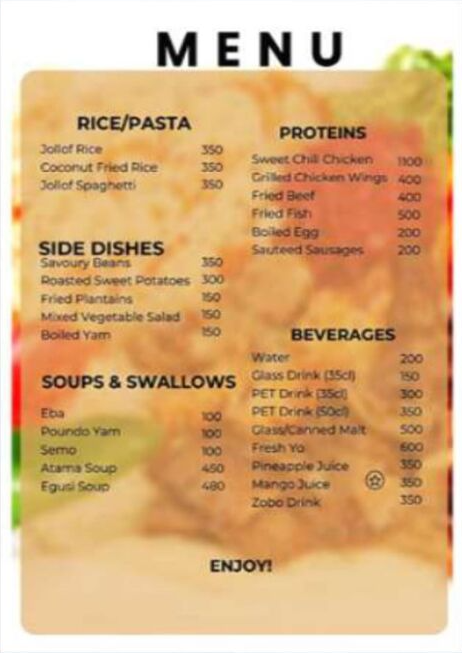 MENU
RICE/PASTA
Jollof Rice 350
Coconut Fried Rice 350
Jollof Spaghetti 350
SIDE DISHES
Savoury Beans 350
Roasted Sweet Potatoes 300
Fried Plantains 150
Mixed Vegetable Salad 150
Boiled Yam 150
SOUPS & SWALLOWS
Eba 100
Poundo Yam 100
Semo 100
Atama Soup 450
Egusi Soup 480
PROTEINS
Sweet Chili Chicken 1100
Grilled Chicken Wings 400
Fried Beef 400
Fried Fish 500
Boiled Egg 200
Sauteed Sausages 200
BEVERAGES
Water 200
Glass Drink (35cl) 150
PET Drink (35cl) 300
PET Drink (50cl) 350
Glass/Canned Malt 500
Fresh Yo 600
Pineapple Juice 350
Mango Juice 350
Zobo Drink 350
ENJOY!